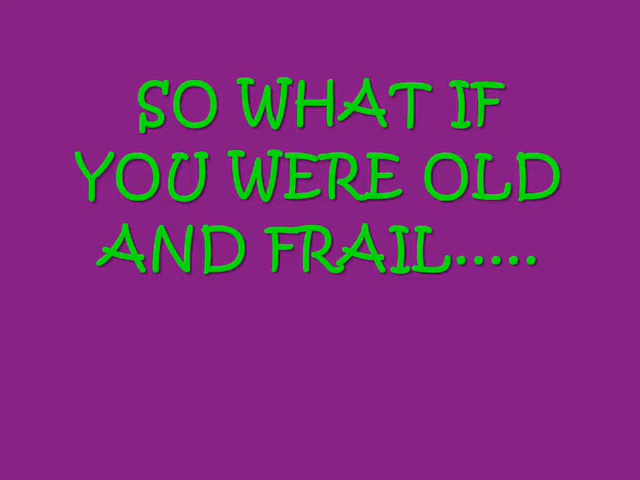 SO WHAT IF
YOU WERE OLD
AND FRAIL.....